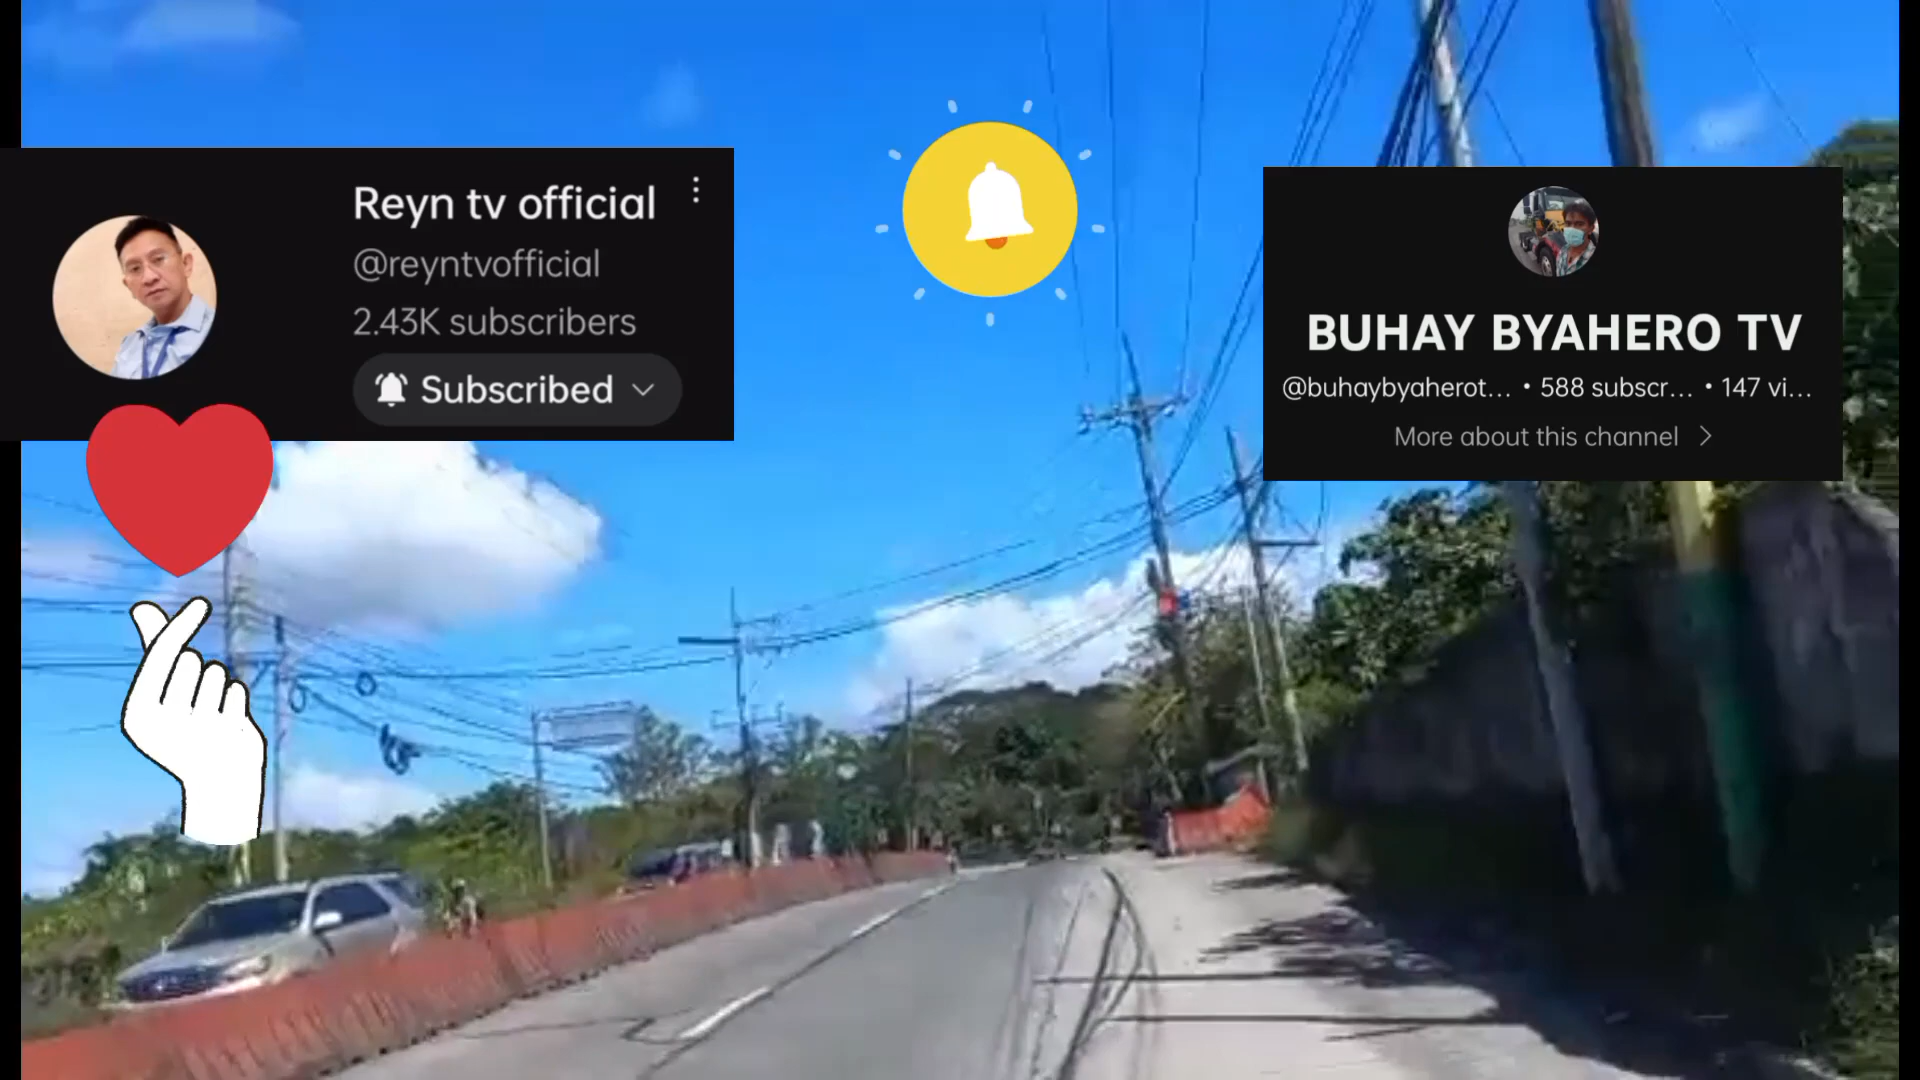 Reyn tv official
@reyntvofficial
2.43K subscribers
Subscribed
BUHAY BYAHERO TV
@buhaybyaherot... • 588 subscr... • 147 vi...
More about this channel